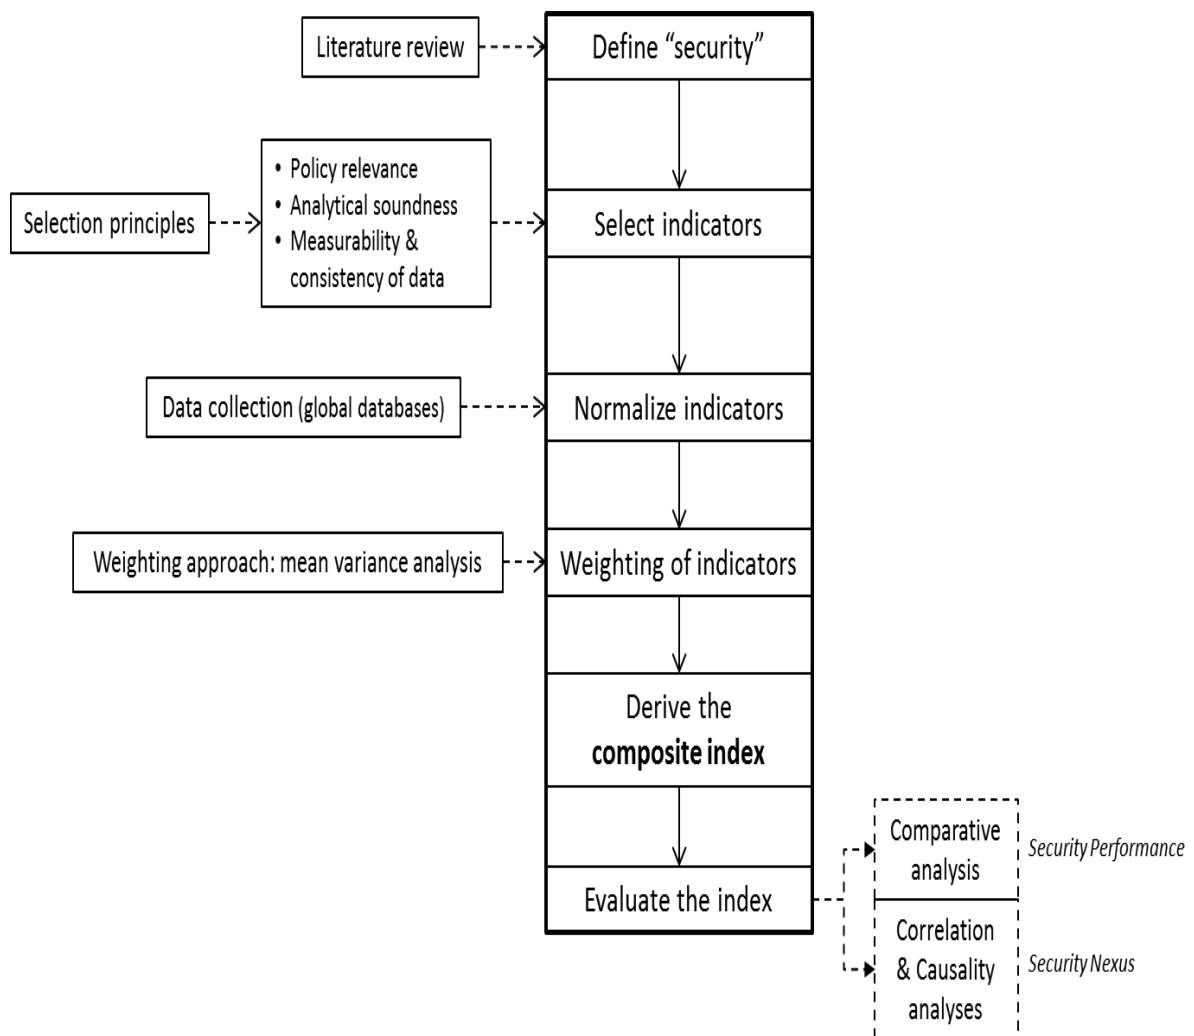 Literature review
Define “security”
Selection principles
• Policy relevance
• Analytical soundness
• Measurability &
consistency of data
Select indicators
Data collection (global databases)
Normalize indicators
Weighting approach: mean variance analysis
Weighting of indicators
Derive the
composite index
Evaluate the index
Comparative
analysis
Security Performance
Correlation
& Causality
analyses
Security Nexus